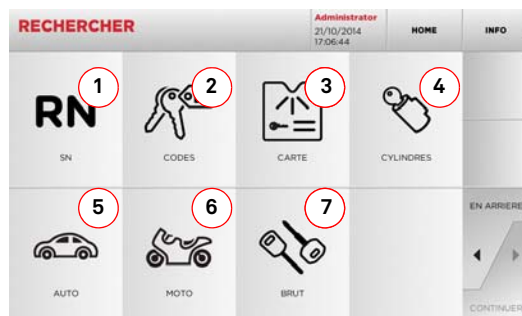 RECHERCHER
Administrator
21/10/2014
17:06:44
HOME
INFO
1
2
3
4
RN
SN
CODES
CARTE
CYLINDRES
5
6
7
AUTO
MOTO
BRUT
EN ARRIERE
CONTINUER